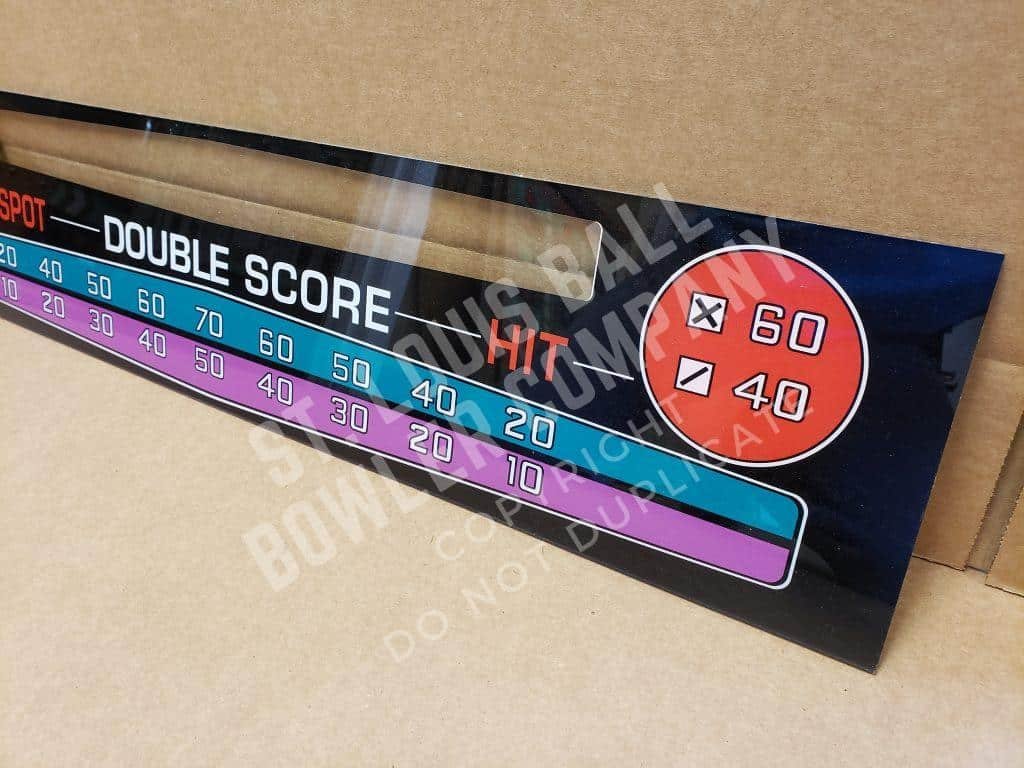 SPOT — DOUBLE SCORE — HIT
☒ 60
☑ 40
20 40 50 60 70 60 50 40 20
10 20 30 40 50 40 30 20 10
ST. LOUIS BALL
BOWLER COMPANY
COPYRIGHT
DO NOT DUPLICATE